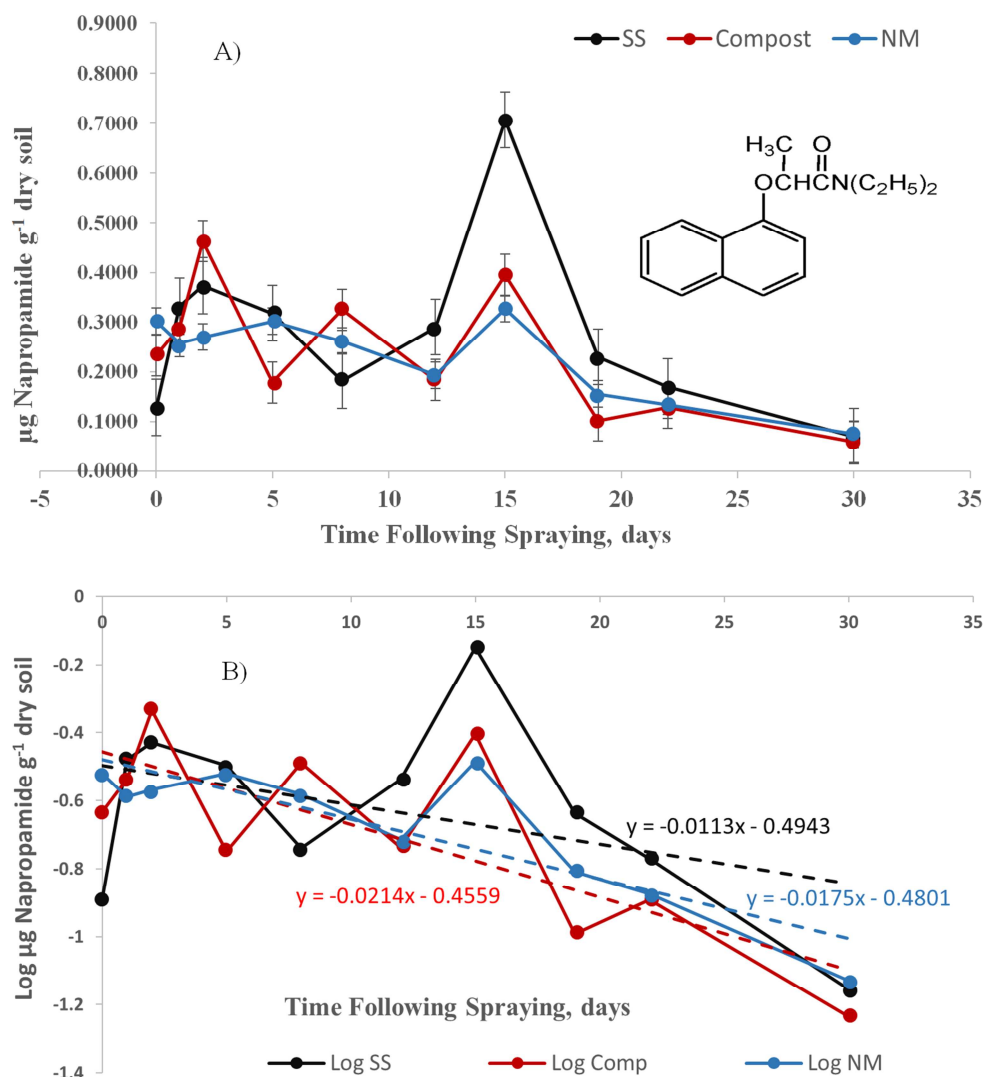 A)
SS Compost NM
0.9000
0.8000
0.7000
0.6000
0.5000
0.4000
0.3000
0.2000
0.1000
0.0000
µg Napropamide g⁻¹ dry soil
H₃C O
OCHCN(C₂H₅)₂
-5 0 5 10 15 20 25 30 35
Time Following Spraying, days
0
0 5 10 15 20 25 30 35
-0.2
-0.4
-0.6
-0.8
-1
-1.2
-1.4
Log µg Napropamide g⁻¹ dry soil
B)
y = -0.0113x - 0.4943
y = -0.0214x - 0.4559
y = -0.0175x - 0.4801
Time Following Spraying, days
Log SS Log Comp Log NM